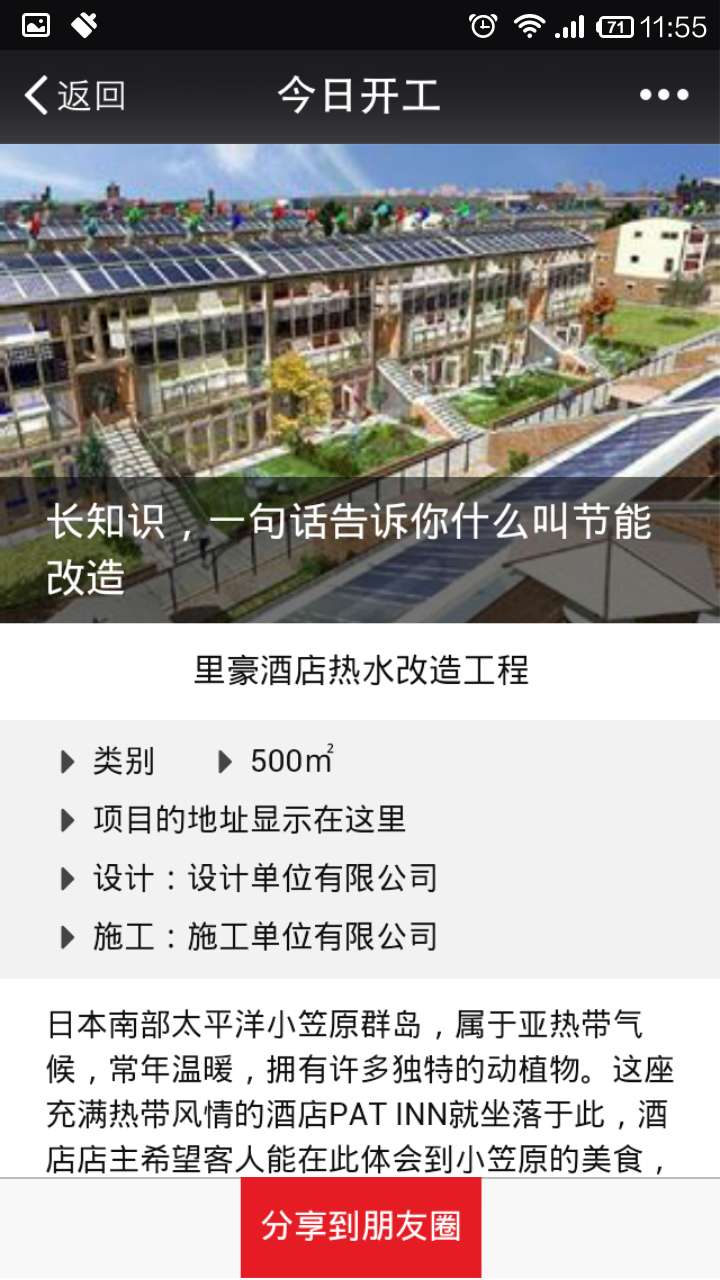 71 11:55
返回 今日开工
长知识，一句话告诉你什么叫节能
改造
里豪酒店热水改造工程
类别 500㎡
项目的地址显示在这里
设计：设计单位有限公司
施工：施工单位有限公司
日本南部太平洋小笠原群岛，属于亚热带气
候，常年温暖，拥有许多独特的动植物。这座
充满热带风情的酒店PAT INN就坐落于此，酒
店店主希望客人能在此体会到小笠原的美食，
分享到朋友圈